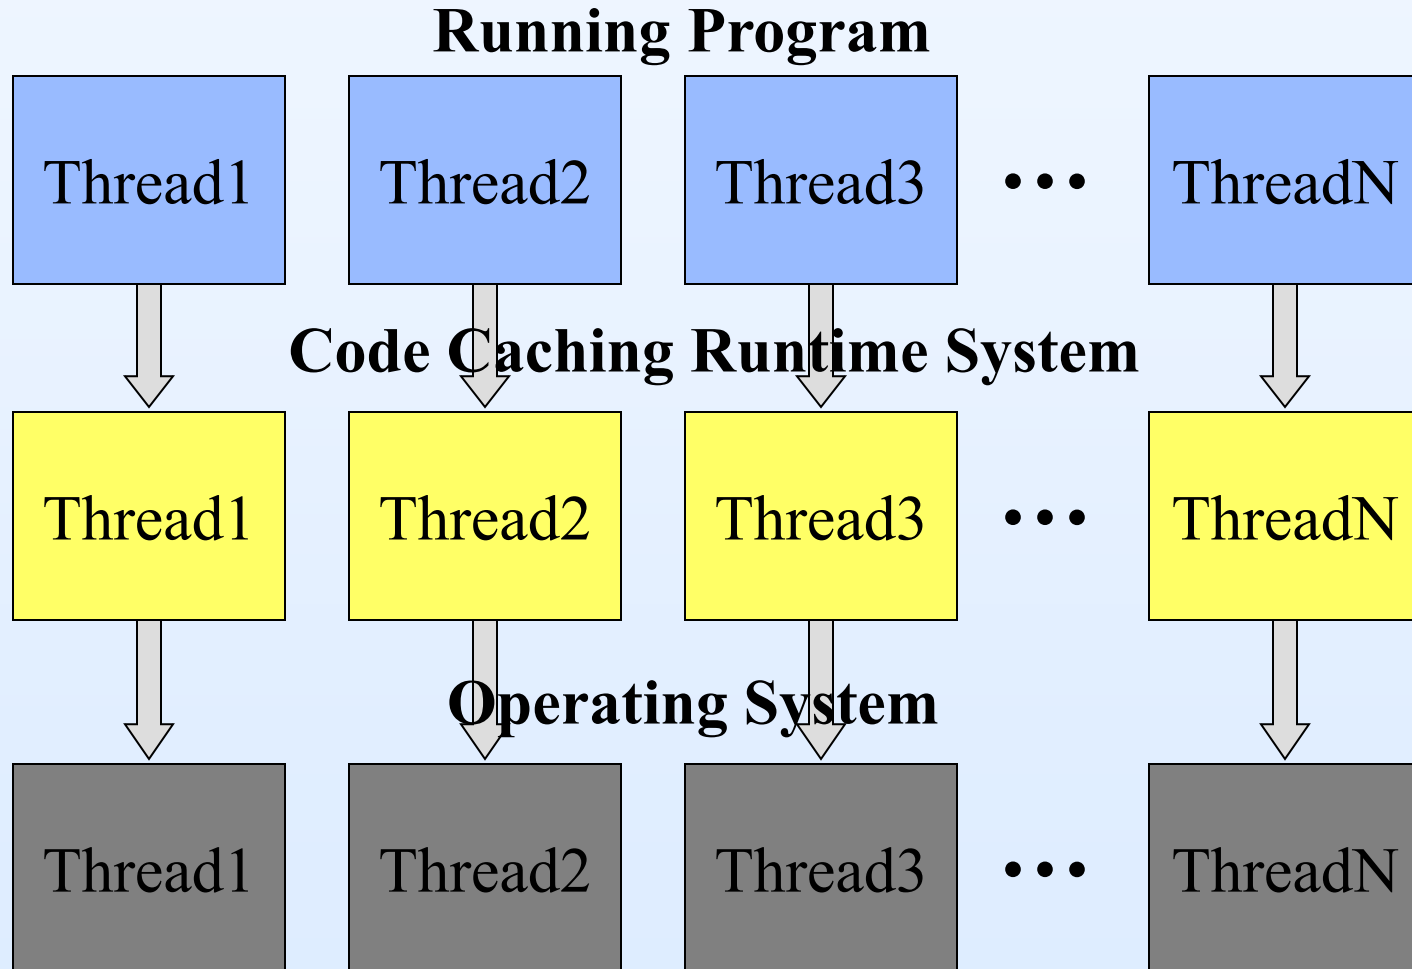 Running Program
Thread1 Thread2 Thread3 ••• ThreadN
Code Caching Runtime System
Thread1 Thread2 Thread3 ••• ThreadN
Operating System
Thread1 Thread2 Thread3 ••• ThreadN